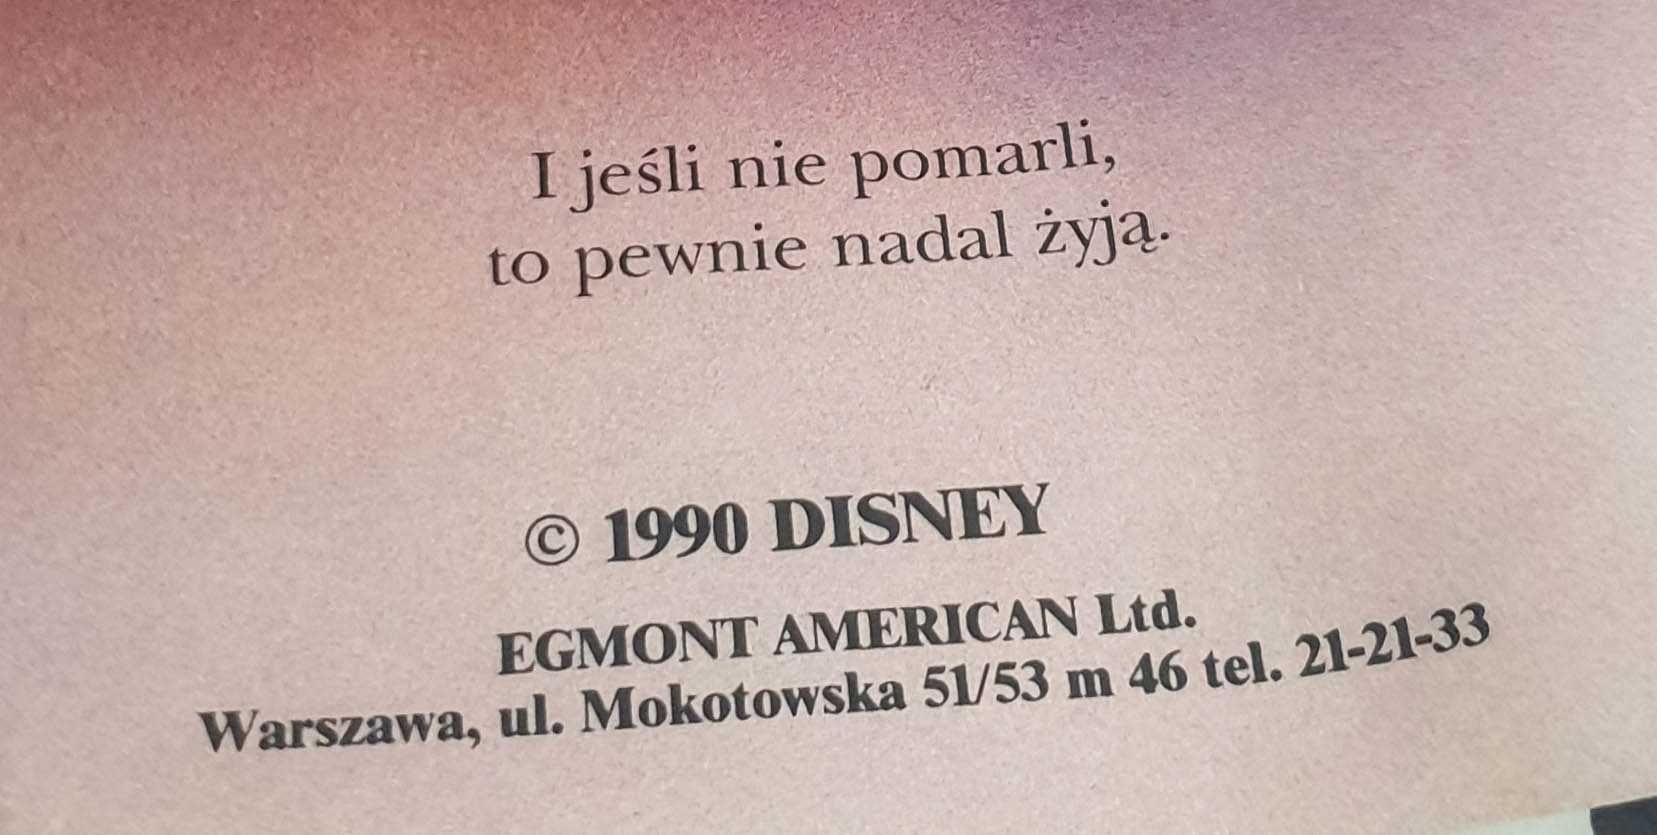 I jeśli nie pomarli,
to pewnie nadal żyją.
© 1990 DISNEY
EGMONT AMERICAN Ltd.
Warszawa, ul. Mokotowska 51/53 m 46 tel. 21-21-33